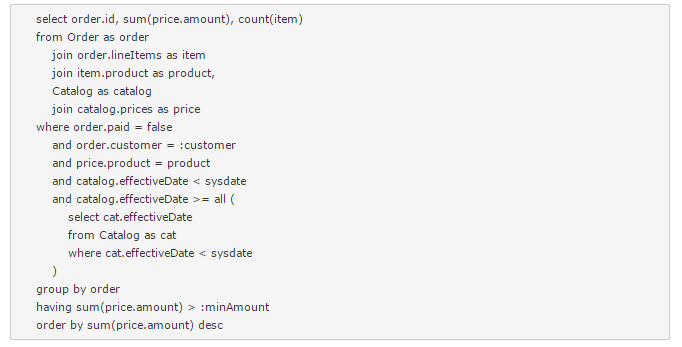 select order.id, sum(price.amount), count(item)
from Order as order
join order.lineItems as item
join item.product as product,
Catalog as catalog
join catalog.prices as price
where order.paid = false
and order.customer = :customer
and price.product = product
and catalog.effectiveDate < sysdate
and catalog.effectiveDate >= all (
select cat.effectiveDate
from Catalog as cat
where cat.effectiveDate < sysdate
)
group by order
having sum(price.amount) > :minAmount
order by sum(price.amount) desc